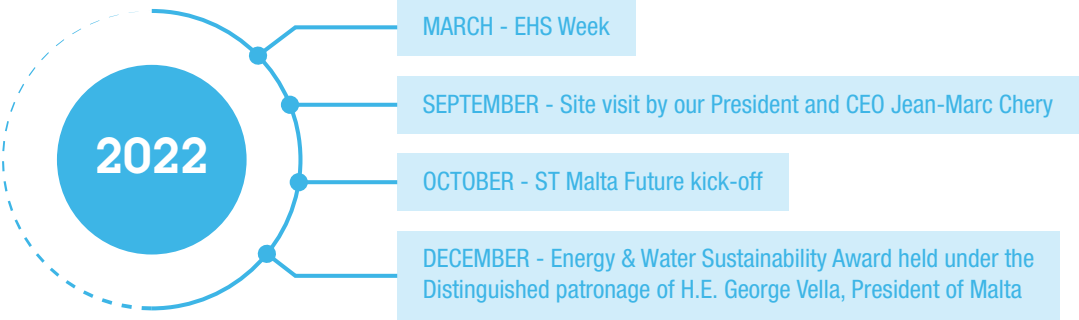 2022
MARCH - EHS Week
SEPTEMBER - Site visit by our President and CEO Jean-Marc Chery
OCTOBER - ST Malta Future kick-off
DECEMBER - Energy & Water Sustainability Award held under the
Distinguished patronage of H.E. George Vella, President of Malta